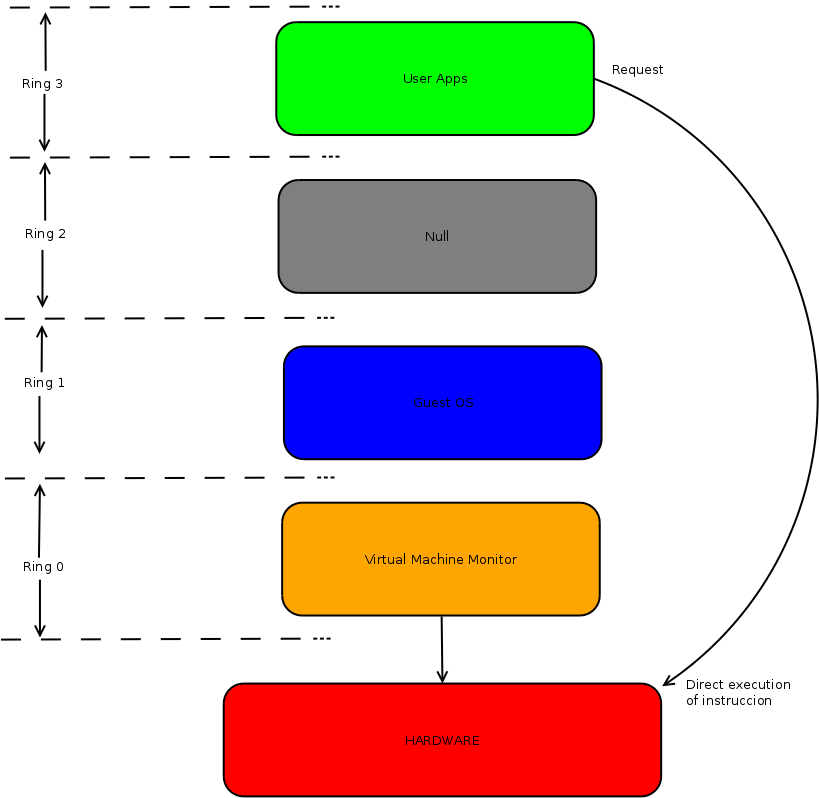 Request
User Apps
Ring 3
Ring 2
Null
Ring 1
Guest OS
Virtual Machine Monitor
Ring 0
Direct execution
of instruccion
HARDWARE